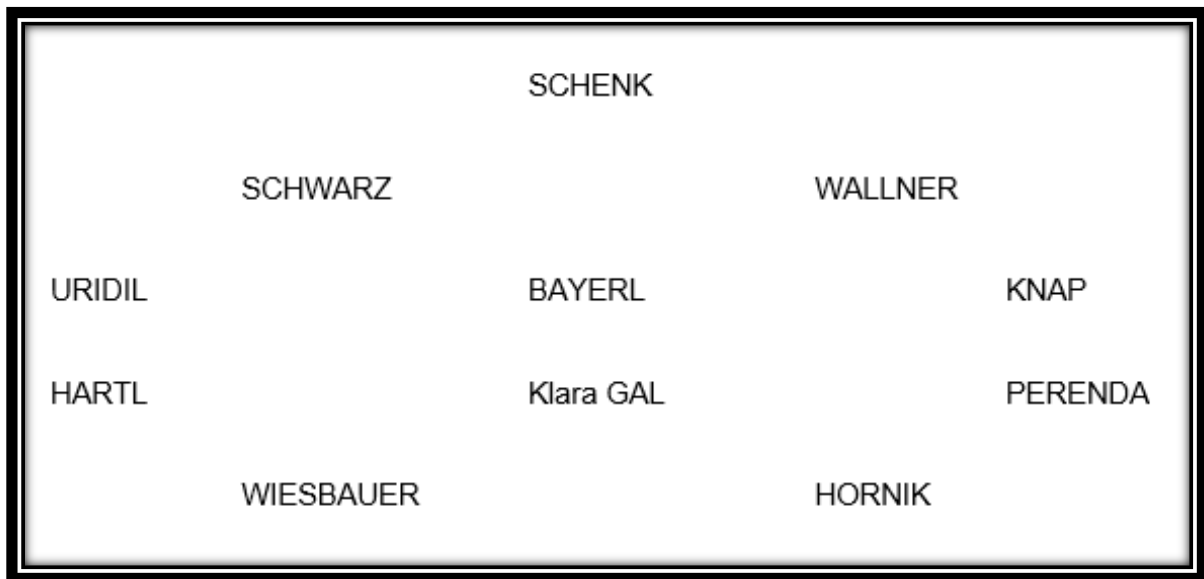 SCHENK
SCHWARZ WALLNER
URIDIL BAYERL KNAP
HARTL Klara GAL PERENDA
WIESBAUER HORNIK